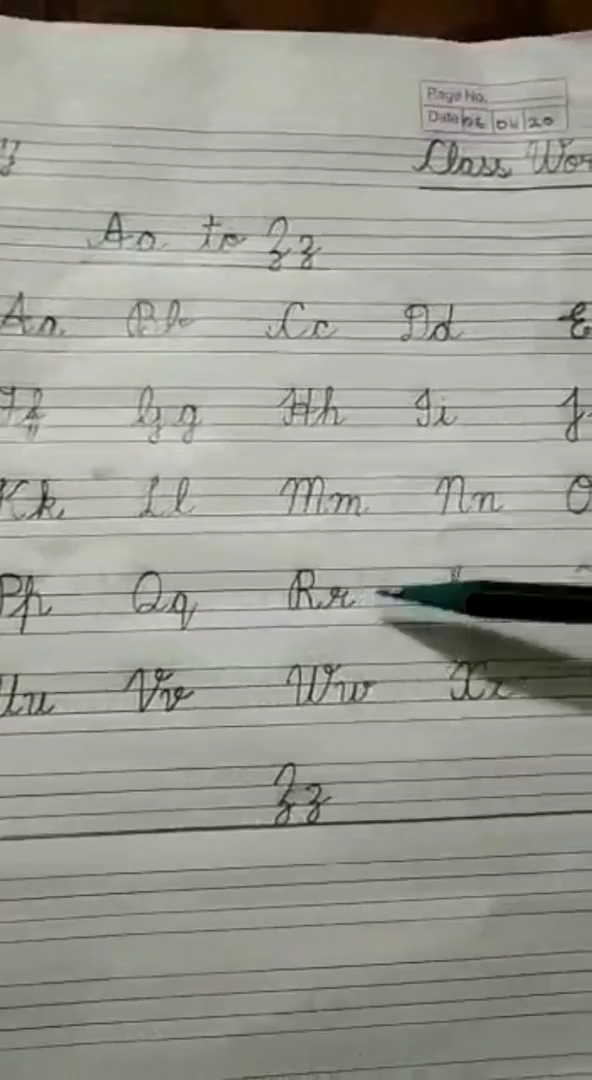 Page No.
Date 06 04 20
Class Wor
Aa to Zz
Aa Bb Cc Dd E
Ff Gg Hh Ii J
Kk Ll Mm Nn O
Pp Qq Rr
Uu Vv Ww Xx
Zz